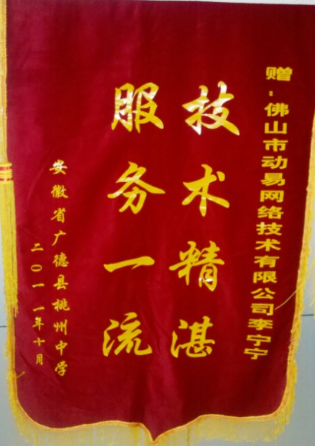 赠：佛山市动易网络技术有限公司李宁宁
技术精湛
服务一流
安徽省广德县桃州中学
二〇一一年十月